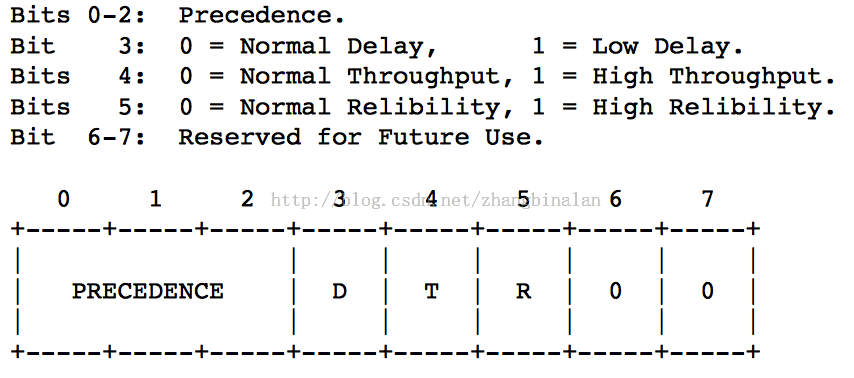 Bits 0-2:  Precedence.
Bit    3:  0 = Normal Delay,      1 = Low Delay.
Bits   4:  0 = Normal Throughput, 1 = High Throughput.
Bits   5:  0 = Normal Relibility, 1 = High Relibility.
Bit  6-7:  Reserved for Future Use.
   0     1     2     3     4     5     6     7
http://blog.csdn.net/zhangbinalan
+-----+-----+-----+-----+-----+-----+-----+-----+
|                 |     |     |     |     |     |
|   PRECEDENCE    |  D  |  T  |  R  |  0  |  0  |
|                 |     |     |     |     |     |
+-----+-----+-----+-----+-----+-----+-----+-----+